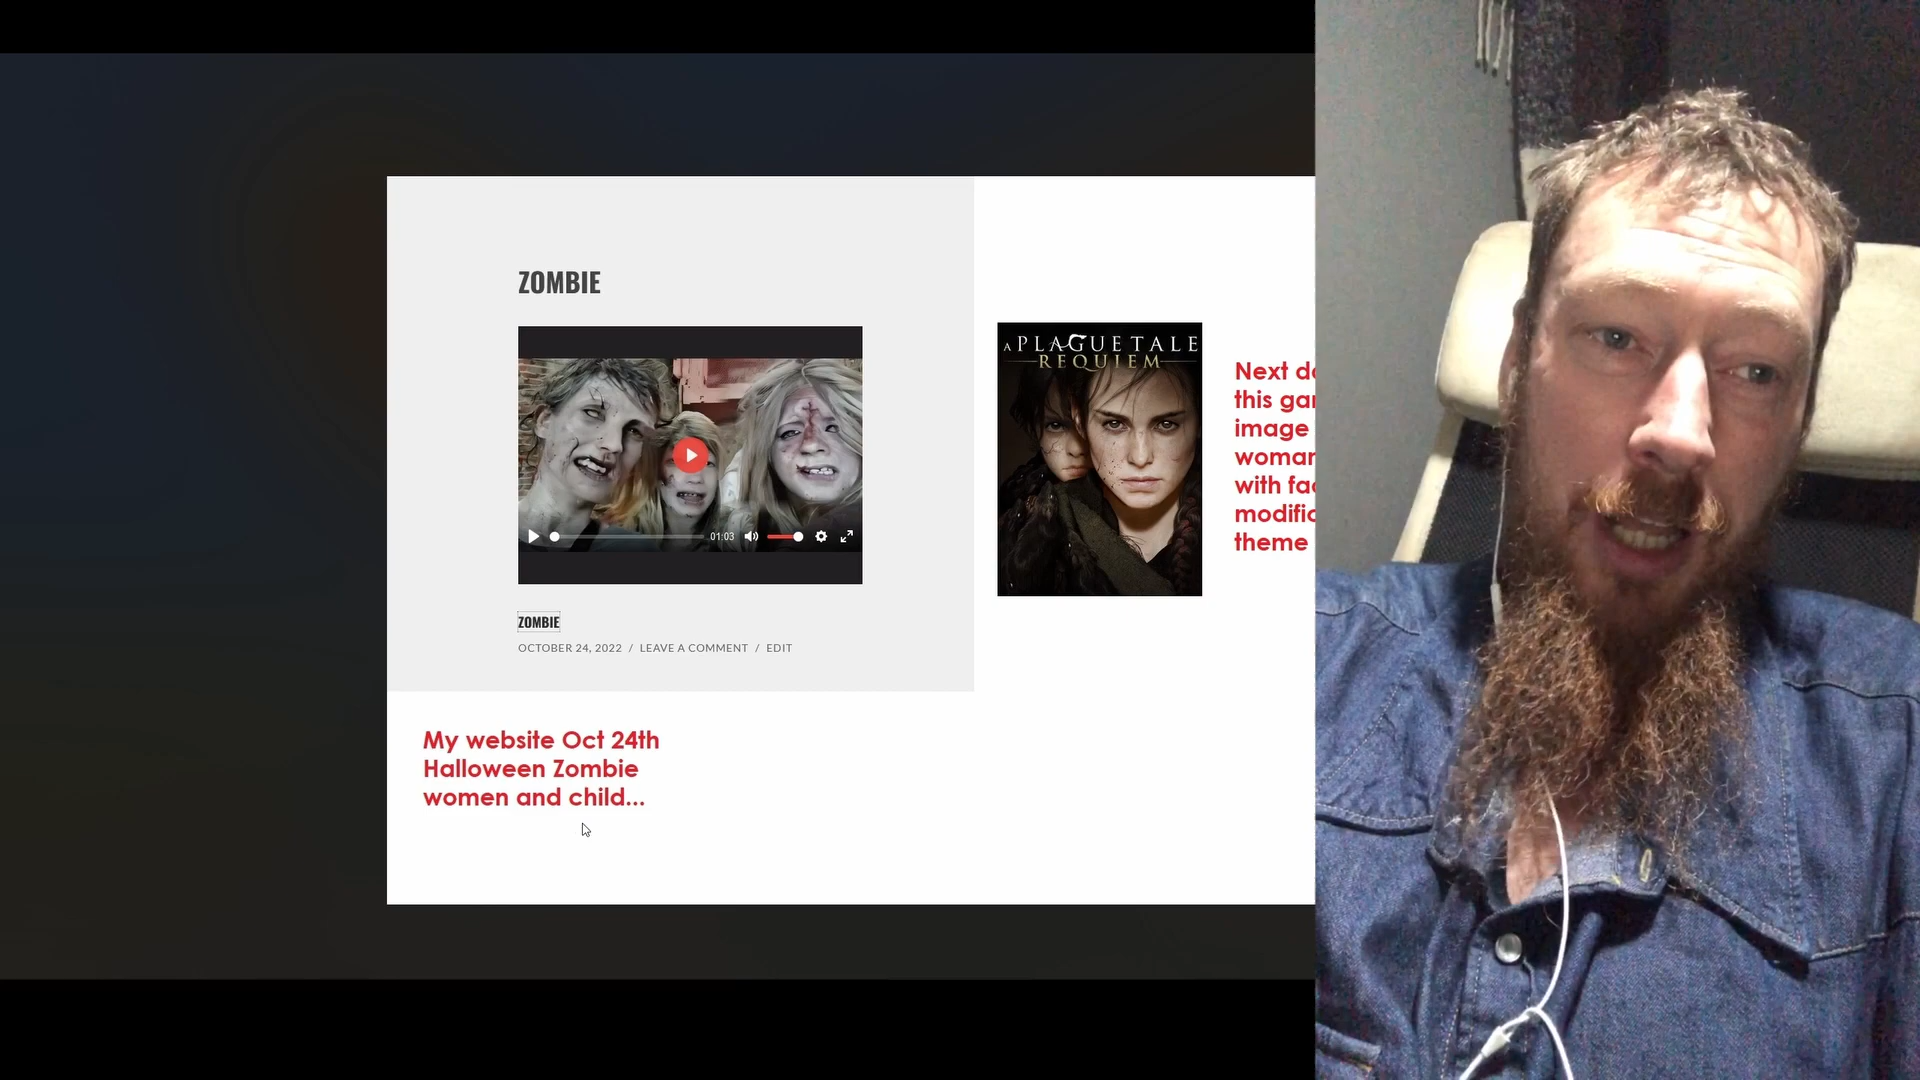 ZOMBIE
01:03
ZOMBIE
OCTOBER 24, 2022 / LEAVE A COMMENT / EDIT
My website Oct 24th
Halloween Zombie
women and child...
A PLAGUE TALE
REQUIEM
Next
this
image
with
theme